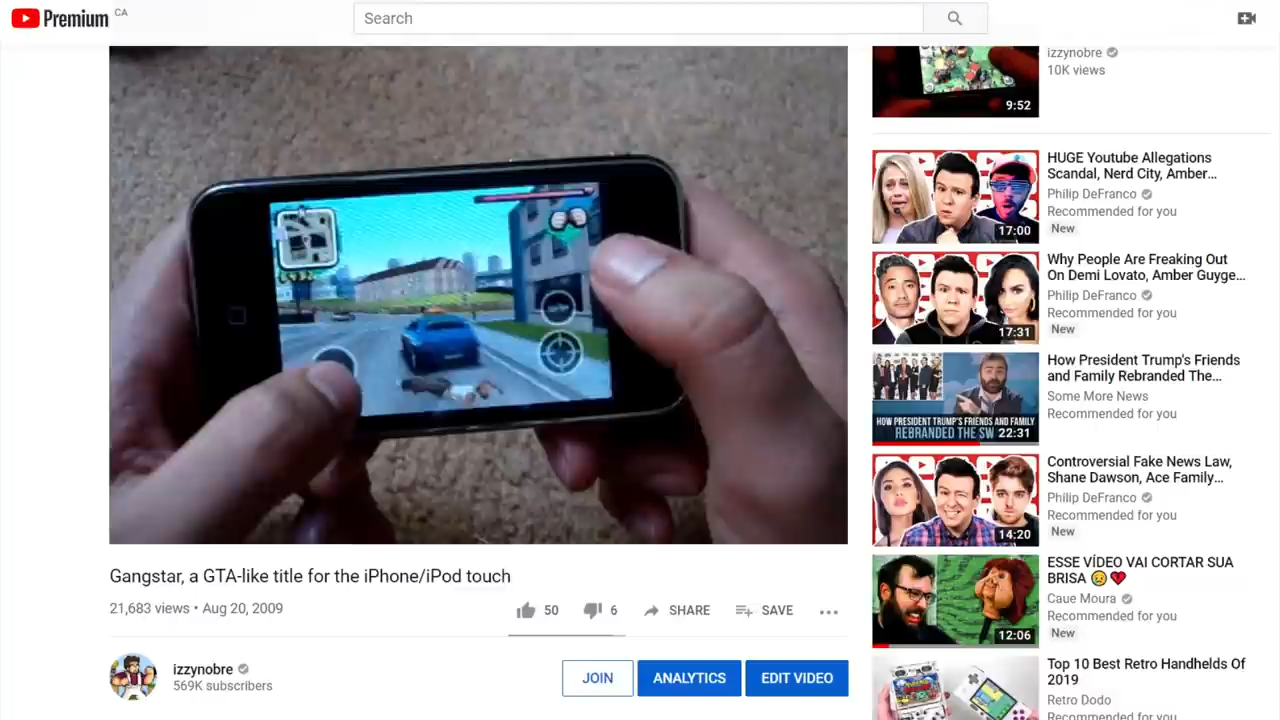 Premium CA
Search
izzynobre
10K views
9:52
HUGE Youtube Allegations
Scandal, Nerd City, Amber...
Philip DeFranco
Recommended for you
New
17:00
Why People Are Freaking Out
On Demi Lovato, Amber Guyge...
Philip DeFranco
Recommended for you
New
17:31
How President Trump's Friends
and Family Rebranded The...
Some More News
Recommended for you
HOW PRESIDENT TRUMP'S FRIENDS AND FAMILY
REBRANDED THE SW
22:31
Controversial Fake News Law,
Shane Dawson, Ace Family...
Philip DeFranco
Recommended for you
New
14:20
ESSE VÍDEO VAI CORTAR SUA
BRISA 😥💔
Caue Moura
Recommended for you
New
12:06
Top 10 Best Retro Handhelds Of
2019
Retro Dodo
Recommended for you
Gangstar, a GTA-like title for the iPhone/iPod touch
21,683 views • Aug 20, 2009
50
6
SHARE
SAVE
izzynobre
569K subscribers
JOIN
ANALYTICS
EDIT VIDEO